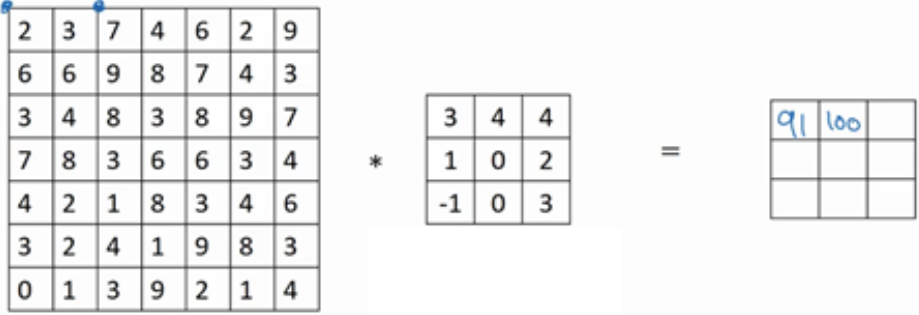 2 3 7 4 6 2 9
6 6 9 8 7 4 3
3 4 8 3 8 9 7
7 8 3 6 6 3 4
4 2 1 8 3 4 6
3 2 4 1 9 8 3
0 1 3 9 2 1 4
*
3 4 4
1 0 2
-1 0 3
=
91 100